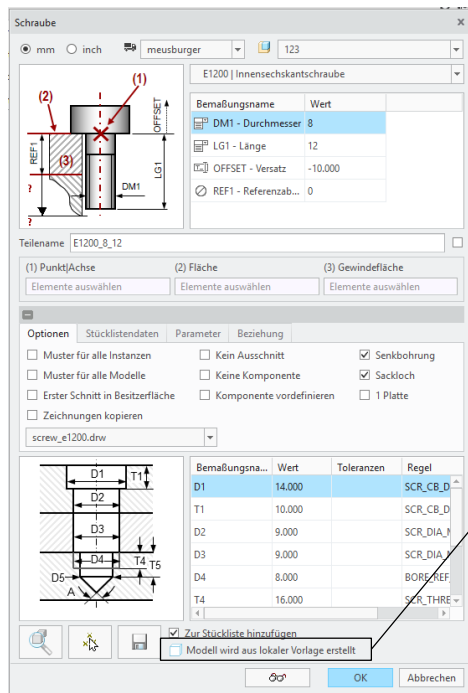 Schraube x
mm inch meusburger 123
E1200 | Innensechskantschraube
(1)
(2)
(3)
OFFSET
REF1
LG1
DM1
?
?
Bemaßungsname Wert
DM1 - Durchmesser 8
LG1 - Länge 12
OFFSET - Versatz -10.000
REF1 - Referenzab... 0
Teilename E1200_8_12
(1) Punkt|Achse (2) Fläche (3) Gewindefläche
Elemente auswählen Elemente auswählen Elemente auswählen
Optionen Stücklistendaten Parameter Beziehung
Muster für alle Instanzen Kein Ausschnitt Senkbohrung
Muster für alle Modelle Keine Komponente Sackloch
Erster Schnitt in Besitzerfläche Komponente vordefinieren 1 Platte
Zeichnungen kopieren
screw_e1200.drw
D1 T1
D2
D3
D4 T4 T5
D5
A
Bemaßungsna... Wert Toleranzen Regel
D1 14.000 SCR_CB_D
T1 10.000 SCR_CB_D
D2 9.000 SCR_DIA_M
D3 9.000 SCR_DIA_M
D4 8.000 BORE_REF_
T4 16.000 SCR_THRE
Zur Stückliste hinzufügen
Modell wird aus lokaler Vorlage erstellt
OK Abbrechen